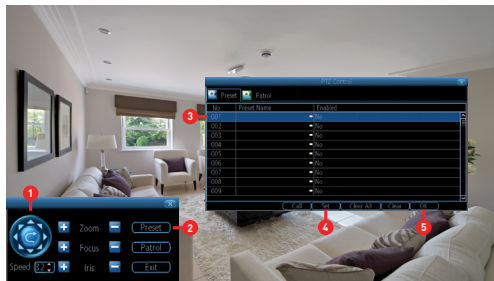 PTZ Control
Preset Patrol
No. Preset Name Enabled
3
001 No
002 No
003 No
004 No
005 No
006 No
007 No
008 No
009 No
Call Set Clear All Clear OK
4 5
1
Zoom Preset 2
Focus Patrol
Speed 32 Iris Exit